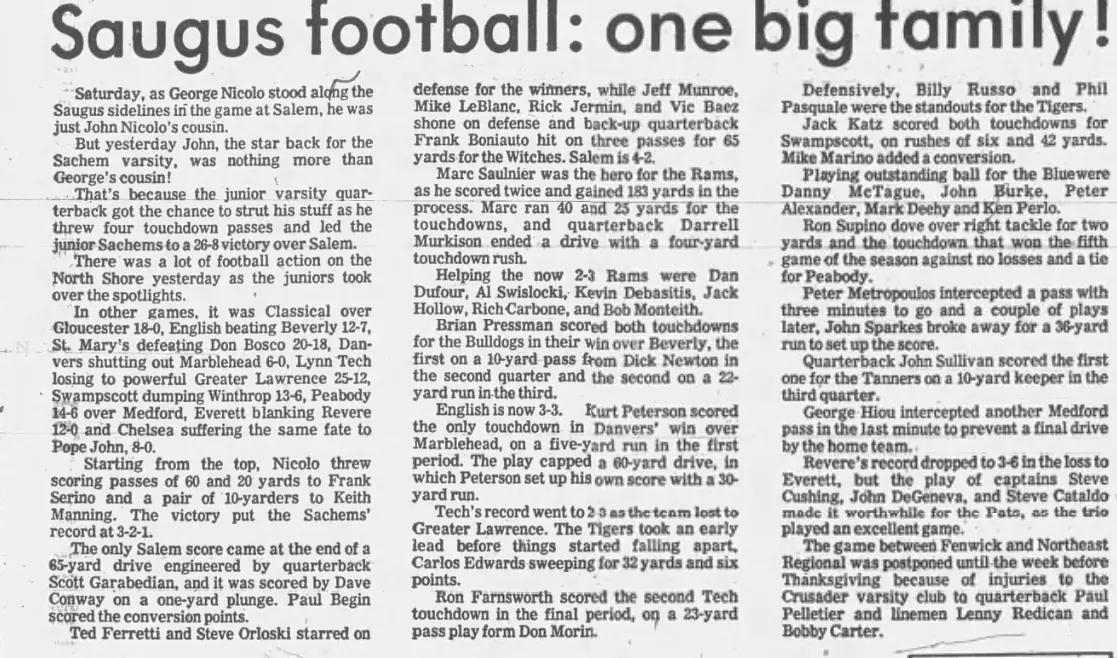 Saugus football: one big family!
Saturday, as George Nicolo stood along the
Saugus sidelines in the game at Salem, he was
just John Nicolo's cousin.
But yesterday John, the star back for the
Sachem varsity, was nothing more than
George's cousin!
That's because the junior varsity quar-
terback got the chance to strut his stuff as he
threw four touchdown passes and led the
junior Sachems to a 26-8 victory over Salem.
There was a lot of football action on the
North Shore yesterday as the juniors took
over the spotlights.
In other games, it was Classical over
Gloucester 18-0, English beating Beverly 12-7,
St. Mary's defeating Don Bosco 20-18, Dan-
vers shutting out Marblehead 6-0, Lynn Tech
losing to powerful Greater Lawrence 25-12,
Swampscott dumping Winthrop 13-6, Peabody
14-6 over Medford, Everett blanking Revere
12-0 and Chelsea suffering the same fate to
Pope John, 8-0.
Starting from the top, Nicolo threw
scoring passes of 60 and 20 yards to Frank
Serino and a pair of 10-yarders to Keith
Manning. The victory put the Sachems'
record at 3-2-1.
The only Salem score came at the end of a
65-yard drive engineered by quarterback
Scott Garabedian, and it was scored by Dave
Conway on a one-yard plunge. Paul Begin
scored the conversion points.
Ted Ferretti and Steve Orloski starred on
defense for the winners, while Jeff Munroe,
Mike LeBlanc, Rick Jermin, and Vic Baez
shone on defense and back-up quarterback
Frank Boniauto hit on three passes for 65
yards for the Witches. Salem is 4-2.
Marc Saulnier was the hero for the Rams,
as he scored twice and gained 183 yards in the
process. Marc ran 40 and 25 yards for the
touchdowns, and quarterback Darrell
Murkison ended a drive with a four-yard
touchdown rush.
Helping the now 2-3 Rams were Dan
Dufour, Al Swislocki, Kevin Debasitis, Jack
Hollow, Rich Carbone, and Bob Monteith.
Brian Pressman scored both touchdowns
for the Bulldogs in their win over Beverly, the
first on a 10-yard pass from Dick Newton in
the second quarter and the second on a 22-
yard run in the third.
English is now 3-3. Kurt Peterson scored
the only touchdown in Danvers' win over
Marblehead, on a five-yard run in the first
period. The play capped a 60-yard drive, in
which Peterson set up his own score with a 30-
yard run.
Tech's record went to 2-3 as the team lost to
Greater Lawrence. The Tigers took an early
lead before things started falling apart,
Carlos Edwards sweeping for 32 yards and six
points.
Ron Farnsworth scored the second Tech
touchdown in the final period, on a 23-yard
pass play form Don Morin.
Defensively, Billy Russo and Phil
Pasquale were the standouts for the Tigers.
Jack Katz scored both touchdowns for
Swampscott, on rushes of six and 42 yards.
Mike Marino added a conversion.
Playing outstanding ball for the Bluewere
Danny McTague, John Burke, Peter
Alexander, Mark Deehy and Ken Perlo.
Ron Supino dove over right tackle for two
yards and the touchdown that won the fifth
game of the season against no losses and a tie
for Peabody.
Peter Metropoulos intercepted a pass with
three minutes to go and a couple of plays
later, John Sparkes broke away for a 36-yard
run to set up the score.
Quarterback John Sullivan scored the first
one for the Tanners on a 10-yard keeper in the
third quarter.
George Hiou intercepted another Medford
pass in the last minute to prevent a final drive
by the home team.
Revere's record dropped to 3-6 in the loss to
Everett, but the play of captains Steve
Cushing, John DeGeneva, and Steve Cataldo
made it worthwhile for the Pats, as the trio
played an excellent game.
The game between Fenwick and Northeast
Regional was postponed until the week before
Thanksgiving because of injuries to the
Crusader varsity club to quarterback Paul
Pelletier and linemen Lenny Redican and
Bobby Carter.